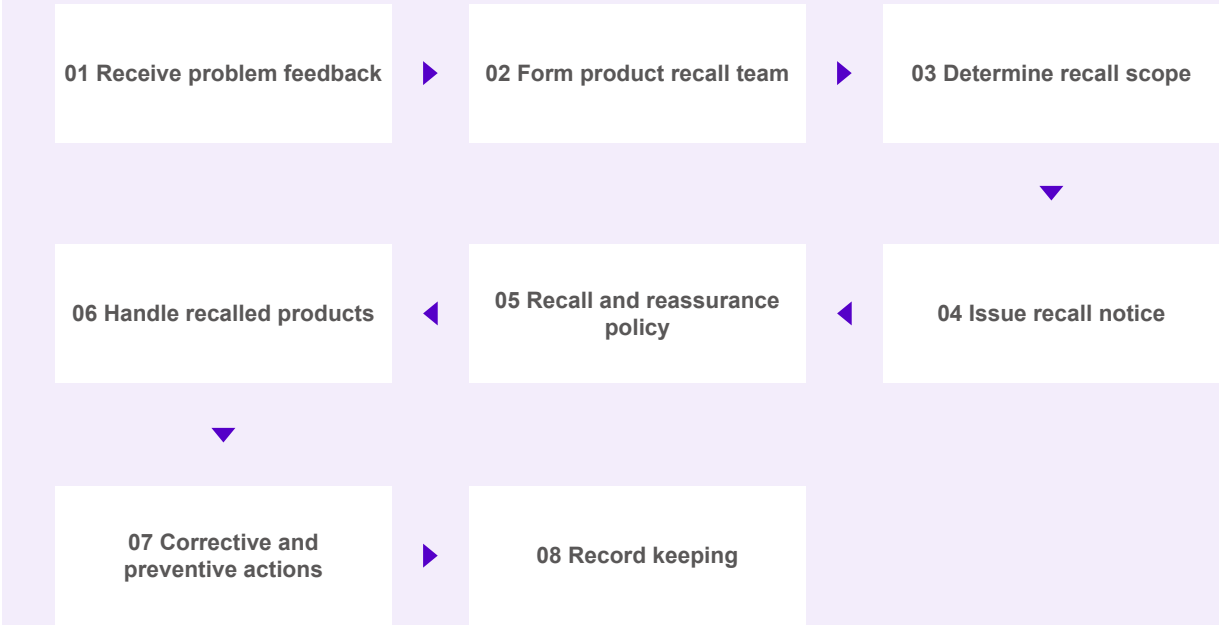 01 Receive problem feedback
02 Form product recall team
03 Determine recall scope
04 Issue recall notice
05 Recall and reassurance
policy
06 Handle recalled products
07 Corrective and
preventive actions
08 Record keeping